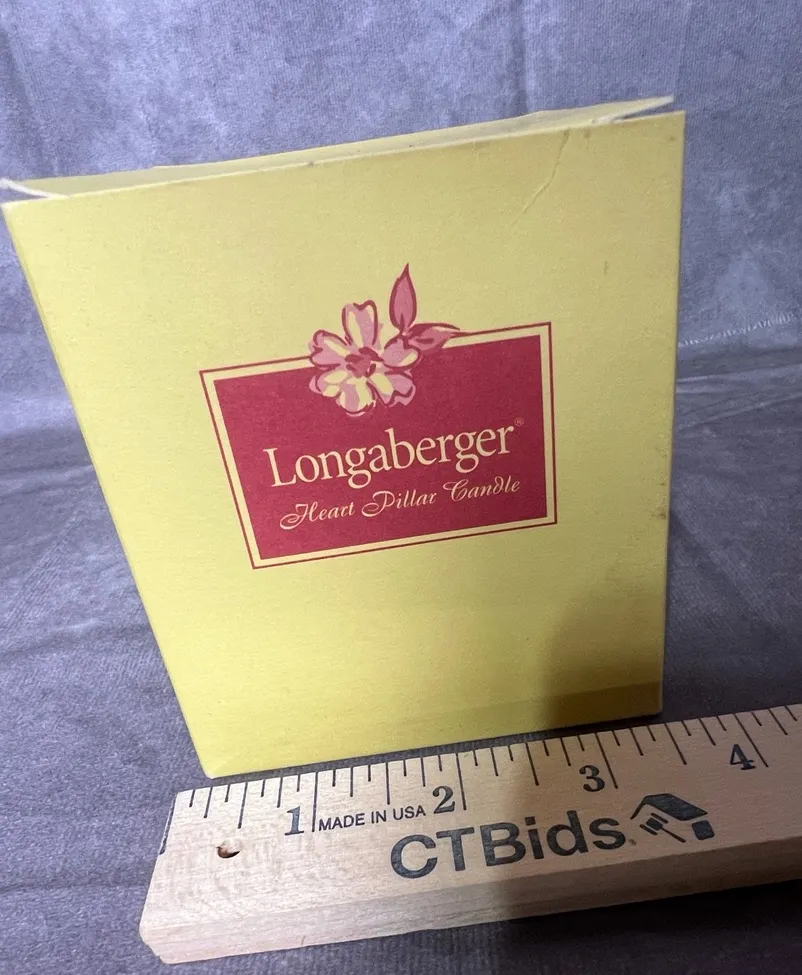 Longaberger®
Heart Pillar Candle
1 2 3 4
MADE IN USA
CTBids.